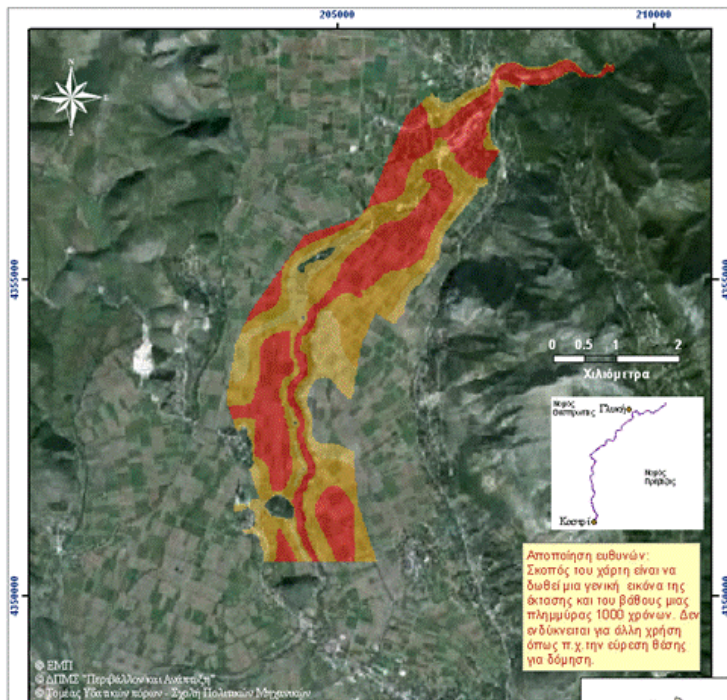 205000 210000
4355000 4355000
0 0.5 1 2
Χιλιόμετρα
Νομός
Θεσπρωτίας
Γλυκή
Νομός
Πρέβεζας
Καστρί
4350000 4350000
Αποποίηση ευθυνών:
Σκοπός του χάρτη είναι να
δωθεί μια γενική εικόνα της
έκτασης και του βάθους μιας
πλημμύρας 1000 χρόνων. Δεν
ενδύκνειται για άλλη χρήση
όπως π.χ.την εύρεση θέσης
για δόμηση.
© ΕΜΠ
© ΔΠΜΣ "Περιβάλλον και Ανάπτυξη"
© Τομέας Υδατικών πόρων - Σχολή Πολιτικών Μηχανικών